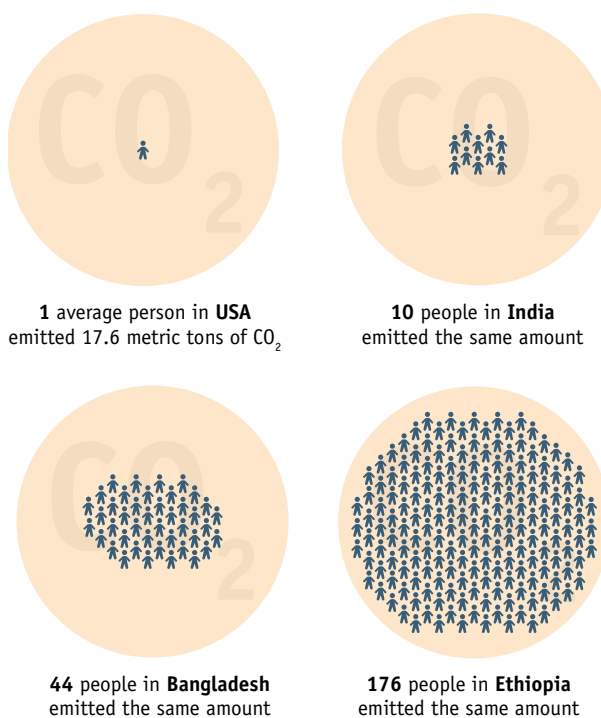 CO2
CO2
1 average person in USA
emitted 17.6 metric tons of CO2
10 people in India
emitted the same amount
CO2
CO2
44 people in Bangladesh
emitted the same amount
176 people in Ethiopia
emitted the same amount